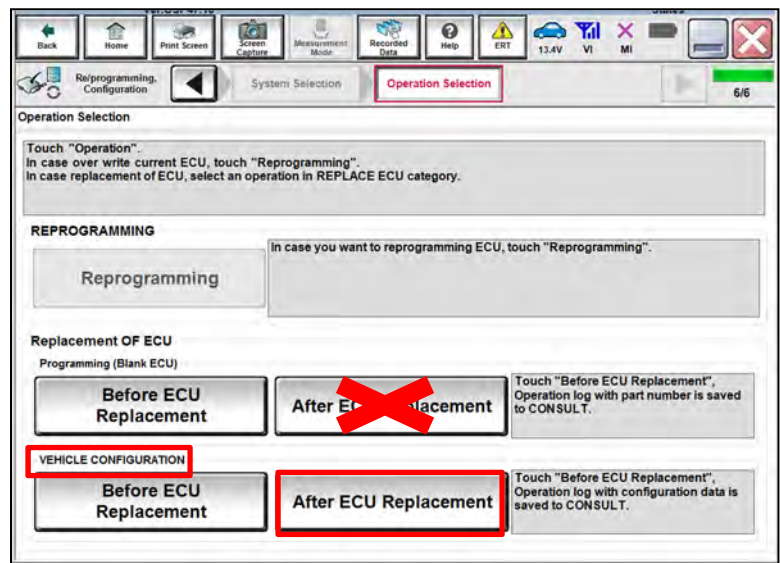 Back
Home
Print Screen
Screen
Capture
Measurement
Mode
Recorded
Data
Help
ERT
13.4V
VI
MI
Re/programming,
Configuration
System Selection
Operation Selection
6/6
Operation Selection
Touch "Operation".
In case over write current ECU, touch "Reprogramming".
In case replacement of ECU, select an operation in REPLACE ECU category.
REPROGRAMMING
Reprogramming
In case you want to reprogramming ECU, touch "Reprogramming".
Replacement OF ECU
Programming (Blank ECU)
Before ECU
Replacement
After EC lacement
Touch "Before ECU Replacement",
Operation log with part number is saved
to CONSULT.
VEHICLE CONFIGURATION
Before ECU
Replacement
After ECU Replacement
Touch "Before ECU Replacement",
Operation log with configuration data is
saved to CONSULT.